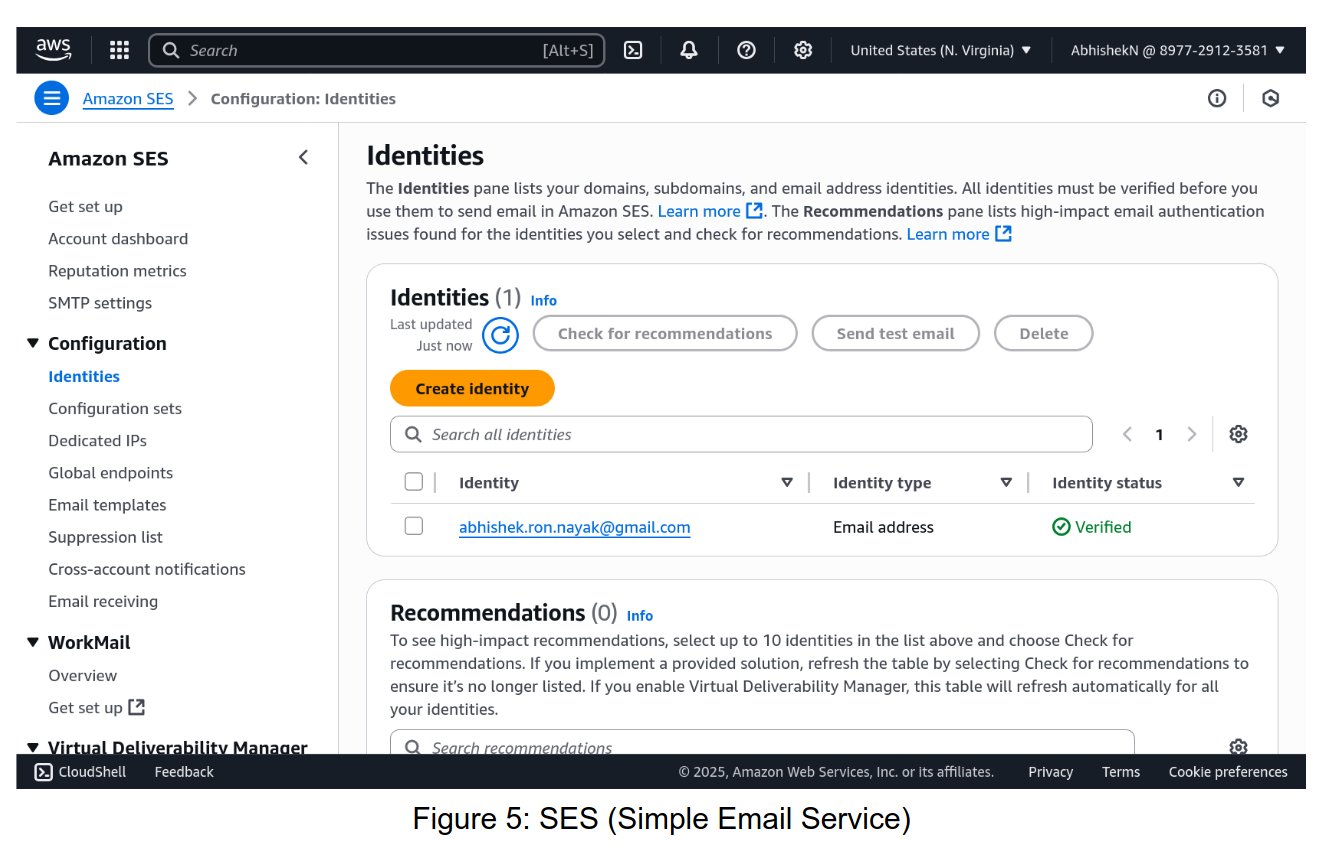 aws
Search [Alt+S]
United States (N. Virginia) ▼
AbhishekN @ 8977-2912-3581 ▼
Amazon SES > Configuration: Identities
Amazon SES
Get set up
Account dashboard
Reputation metrics
SMTP settings
▼ Configuration
Identities
Configuration sets
Dedicated IPs
Global endpoints
Email templates
Suppression list
Cross-account notifications
Email receiving
▼ WorkMail
Overview
Get set up
▼ Virtual Deliverability Manager
Identities
The Identities pane lists your domains, subdomains, and email address identities. All identities must be verified before you
use them to send email in Amazon SES. Learn more. The Recommendations pane lists high-impact email authentication
issues found for the identities you select and check for recommendations. Learn more
Identities (1) Info
Last updated
Just now
Check for recommendations
Send test email
Delete
Create identity
Search all identities
1
Identity
Identity type
Identity status
abhishek.ron.nayak@gmail.com
Email address
Verified
Recommendations (0) Info
To see high-impact recommendations, select up to 10 identities in the list above and choose Check for
recommendations. If you implement a provided solution, refresh the table by selecting Check for recommendations to
ensure it's no longer listed. If you enable Virtual Deliverability Manager, this table will refresh automatically for all
your identities.
Search recommendations
CloudShell
Feedback
© 2025, Amazon Web Services, Inc. or its affiliates.
Privacy
Terms
Cookie preferences
Figure 5: SES (Simple Email Service)